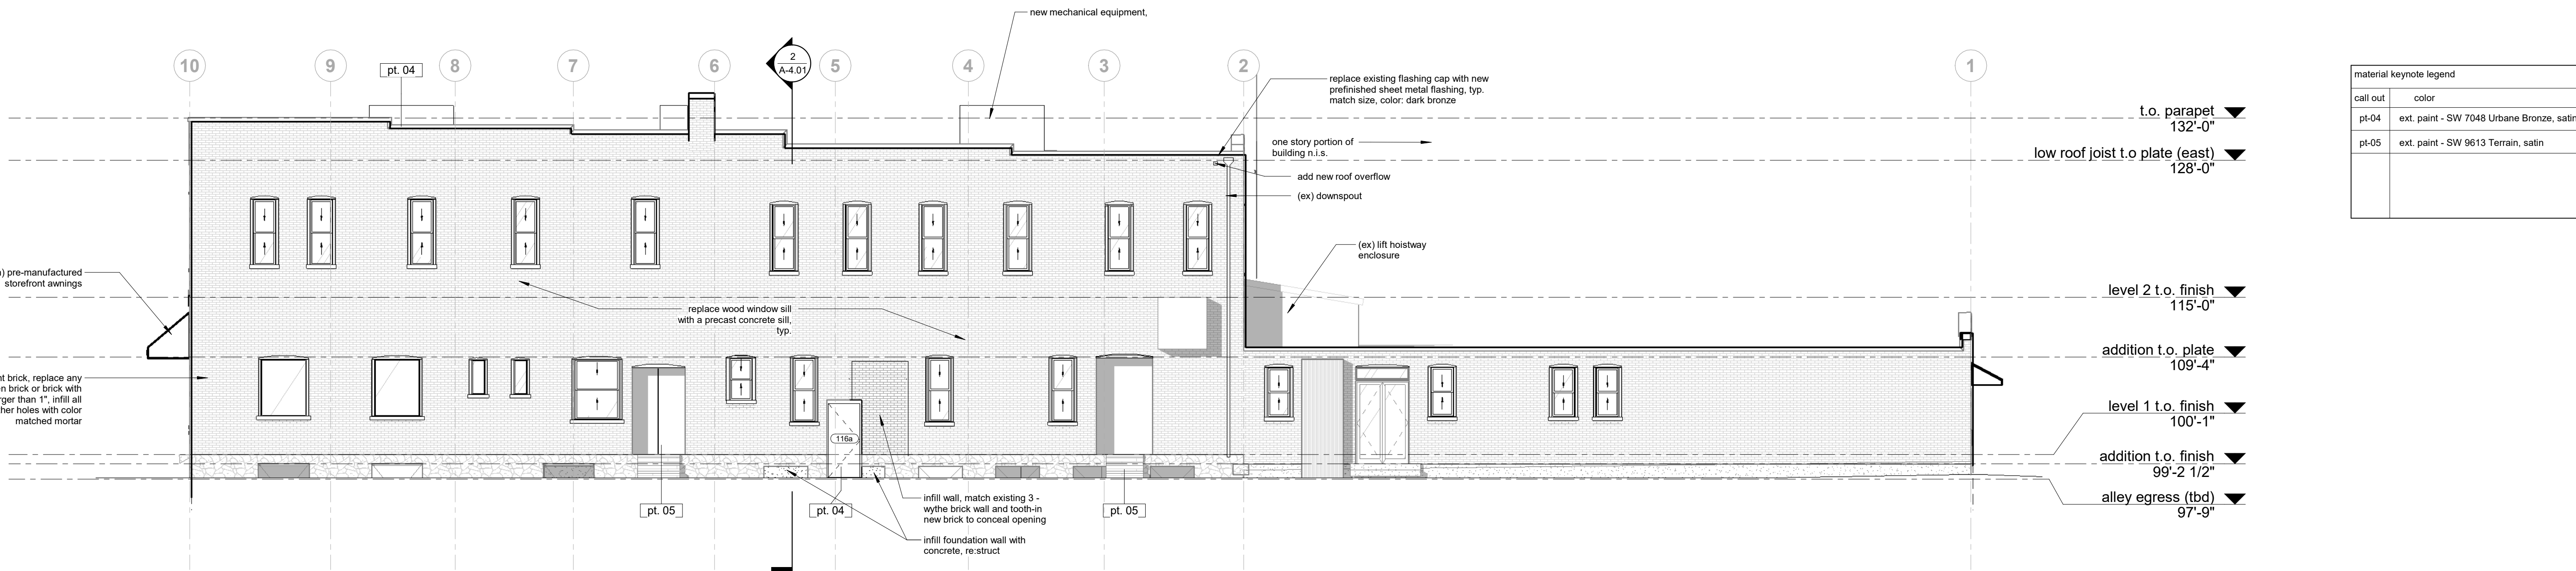 new mechanical equipment,
10
9
8
7
6
5
4
3
2
1
pt. 04
2
A-4.01
replace existing flashing cap with new
prefinished sheet metal flashing, typ.
match size, color: dark bronze
one story portion of
building n.i.s.
add new roof overflow
(ex) downspout
(ex) lift hoistway
enclosure
) pre-manufactured
storefront awnings
replace wood window sill
with a precast concrete sill,
typ.
brick, replace any
brick or brick with
larger than 1", infill all
holes with color
matched mortar
116a
pt. 05
pt. 04
pt. 05
infill wall, match existing 3 -
wythe brick wall and tooth-in
new brick to conceal opening
infill foundation wall with
concrete, re:struct
t.o. parapet
132'-0"
low roof joist t.o plate (east)
128'-0"
level 2 t.o. finish
115'-0"
addition t.o. plate
109'-4"
level 1 t.o. finish
100'-1"
addition t.o. finish
99'-2 1/2"
alley egress (tbd)
97'-9"
material keynote legend
call out color
pt-04 ext. paint - SW 7048 Urbane Bronze, satin
pt-05 ext. paint - SW 9613 Terrain, satin